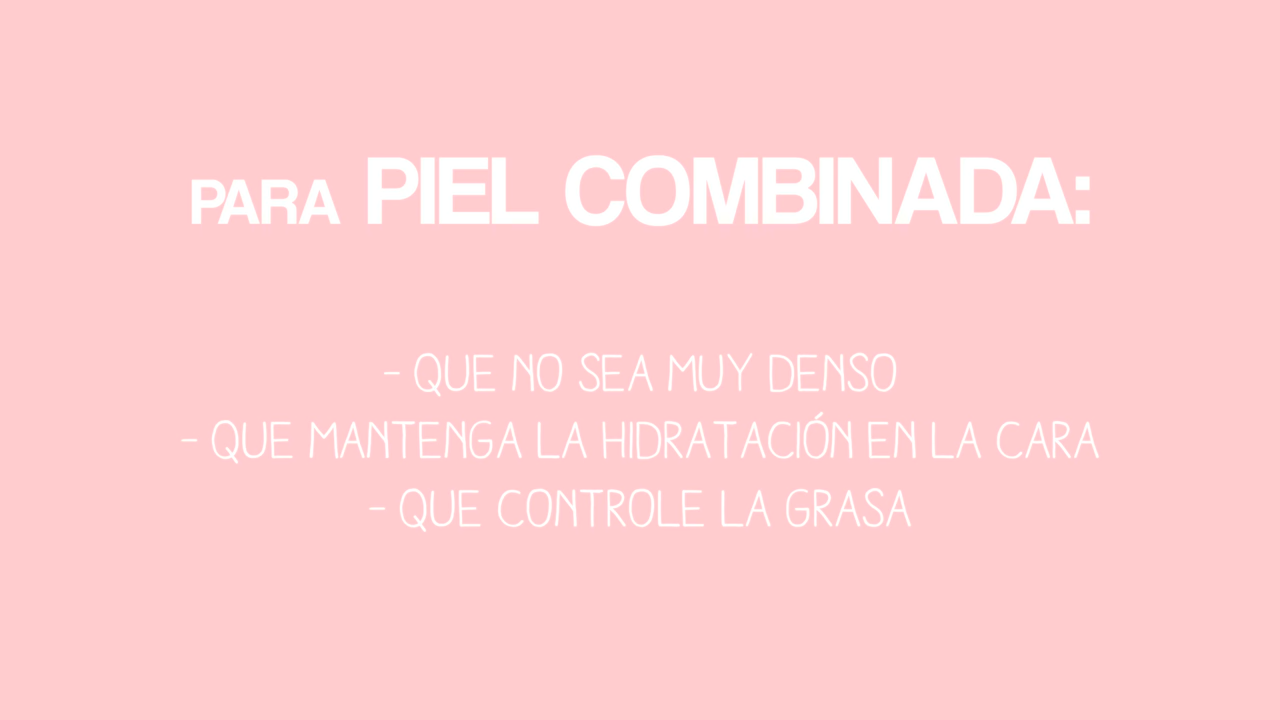 PARA PIEL COMBINADA:
- QUE NO SEA MUY DENSO
- QUE MANTENGA LA HIDRATACIÓN EN LA CARA
- QUE CONTROLE LA GRASA